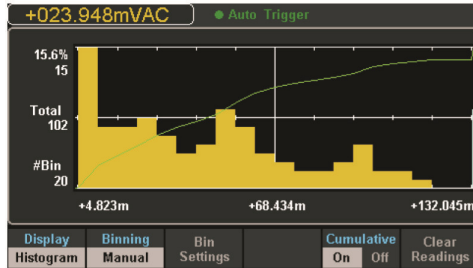 +023.948mVAC
Auto Trigger
15.6%
15
Total
102
#Bin
20
+4.823m +68.434m +132.045m
Display Binning Bin Settings Cumulative Clear Readings
Histogram Manual On Off